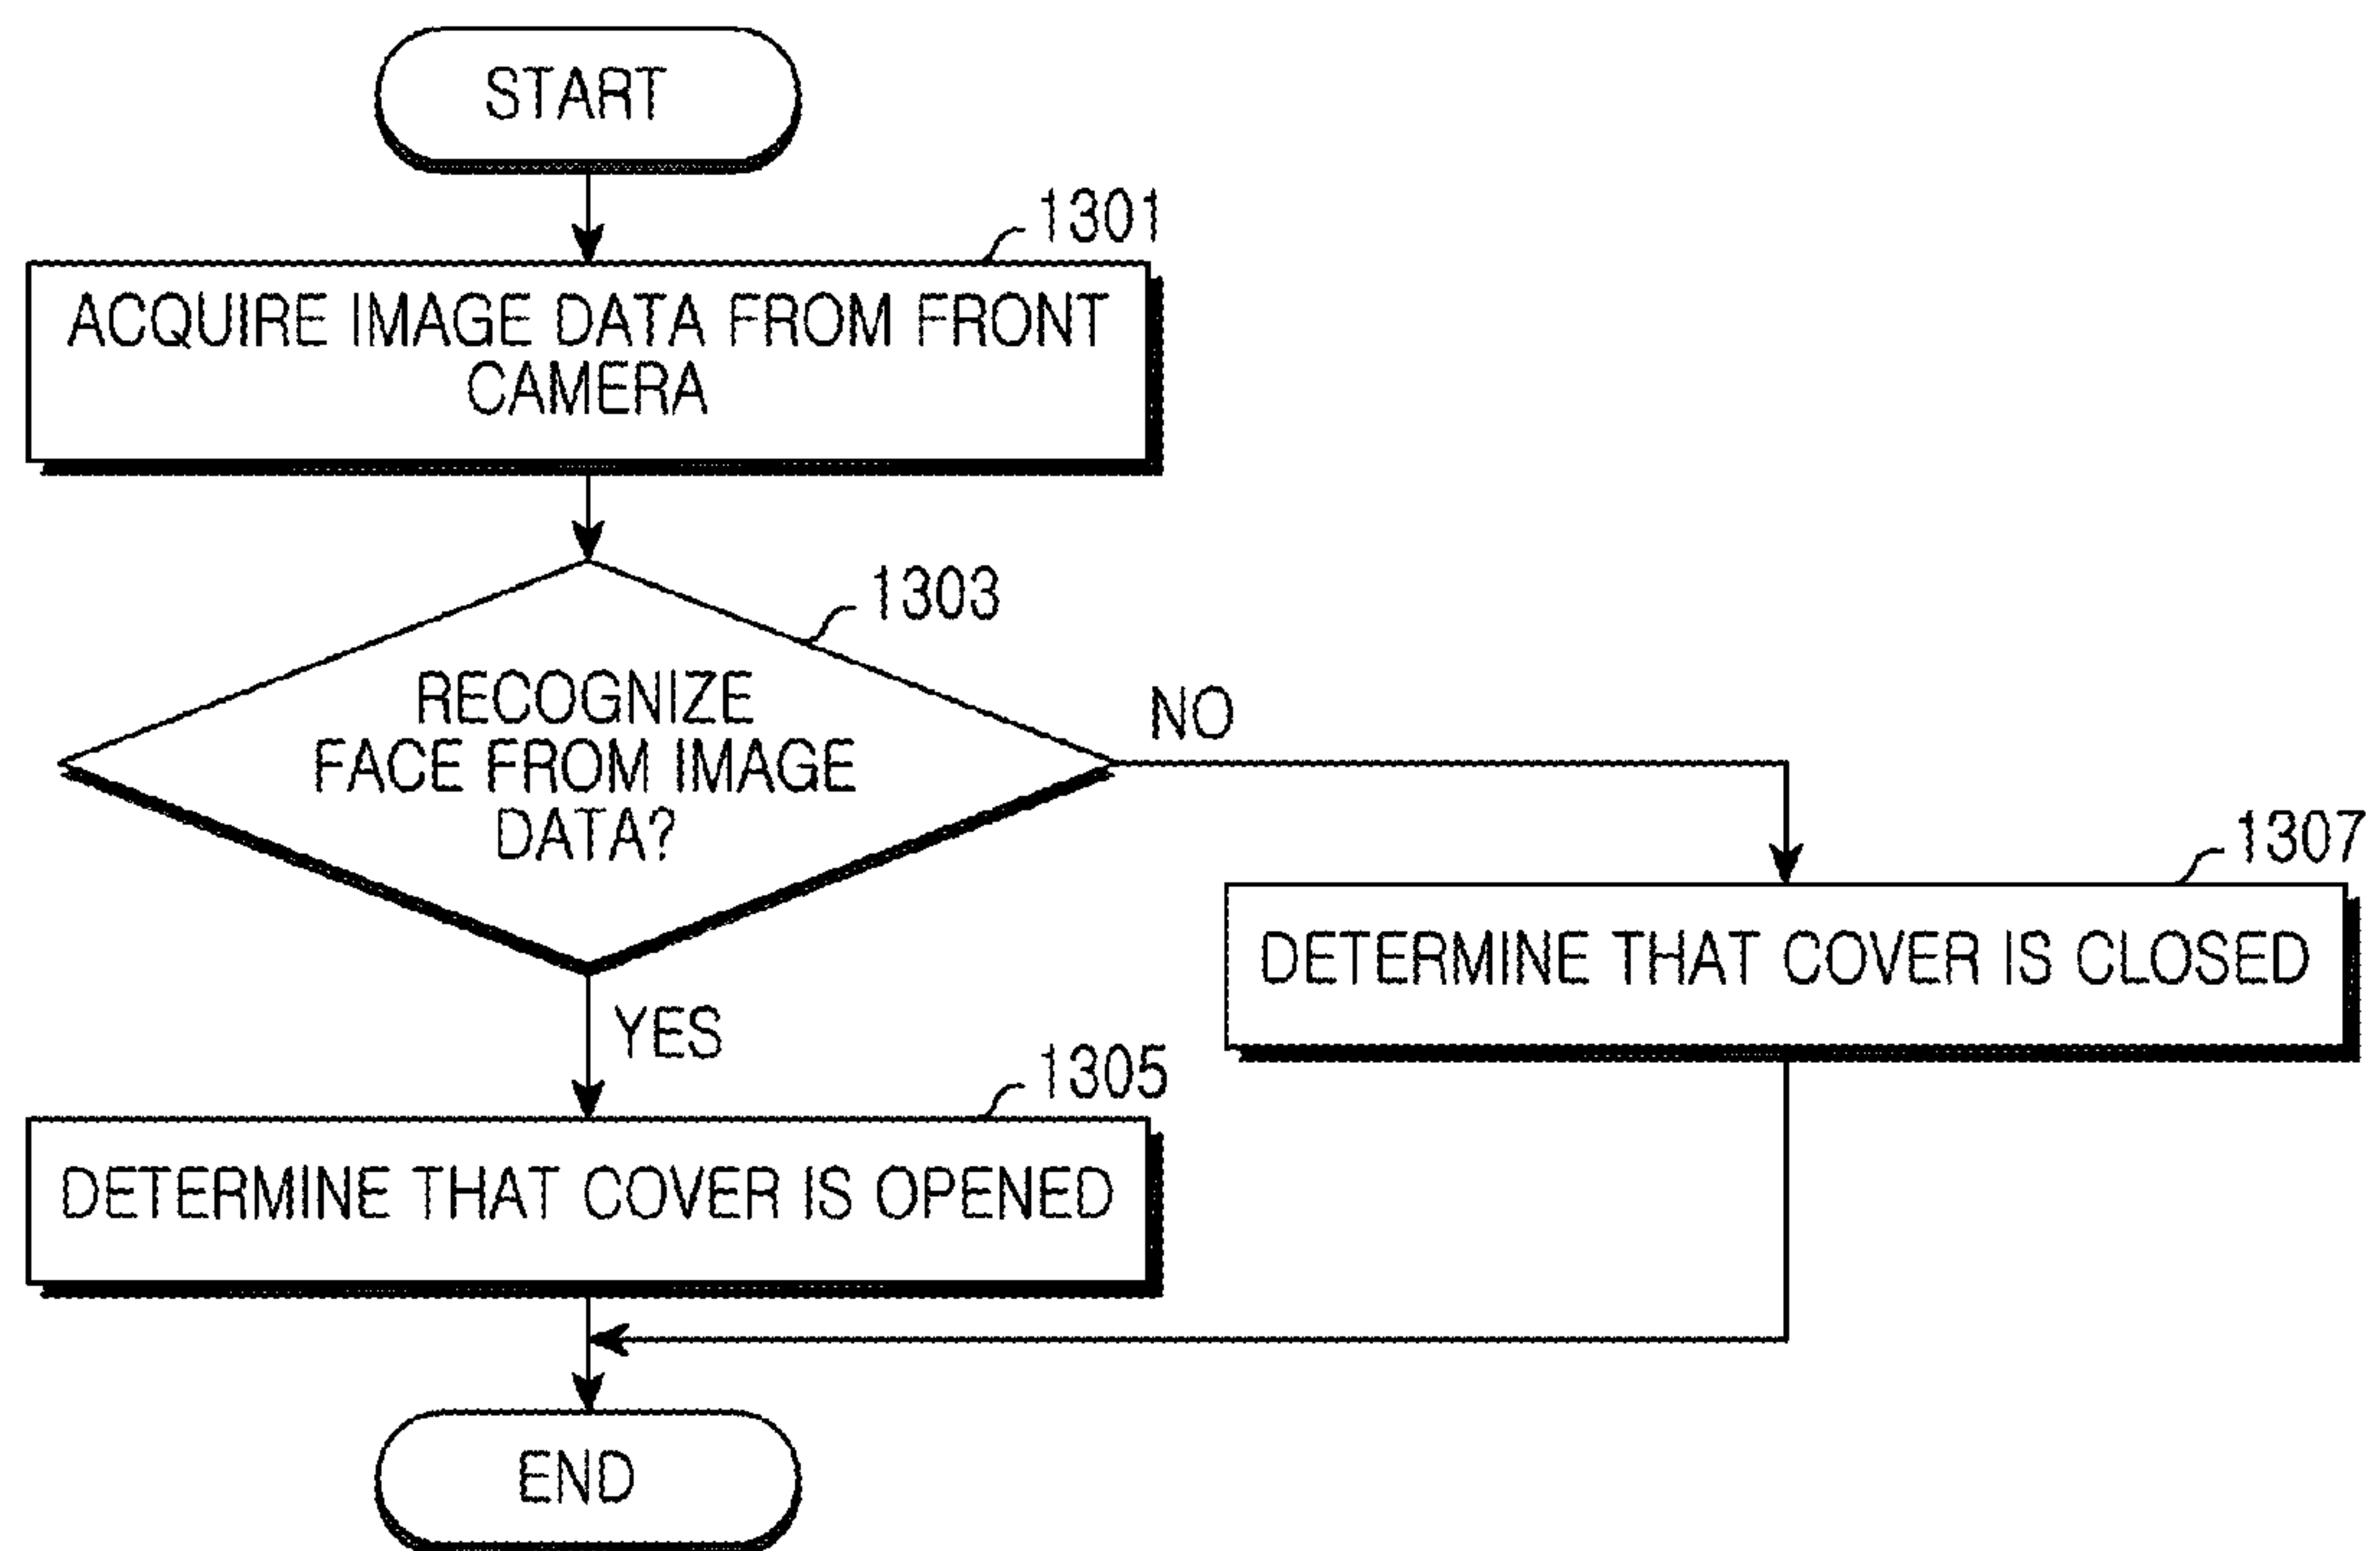 START
1301
ACQUIRE IMAGE DATA FROM FRONT
CAMERA
1303
RECOGNIZE
FACE FROM IMAGE
DATA?
NO
1307
DETERMINE THAT COVER IS CLOSED
YES
1305
DETERMINE THAT COVER IS OPENED
END